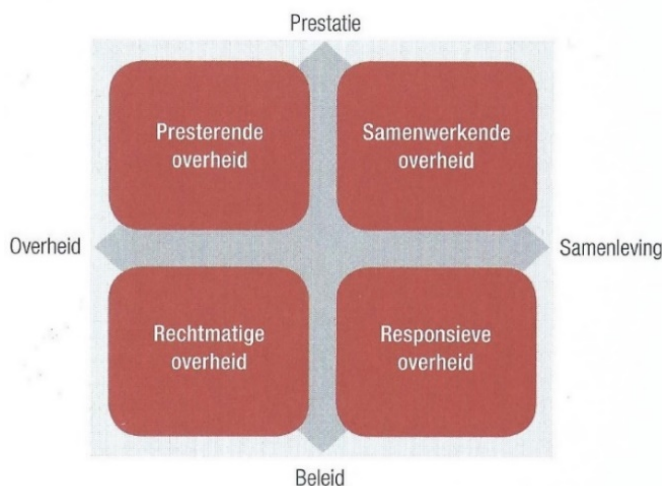 Prestatie
Presterende
overheid
Samenwerkende
overheid
Overheid
Samenleving
Rechtmatige
overheid
Responsieve
overheid
Beleid